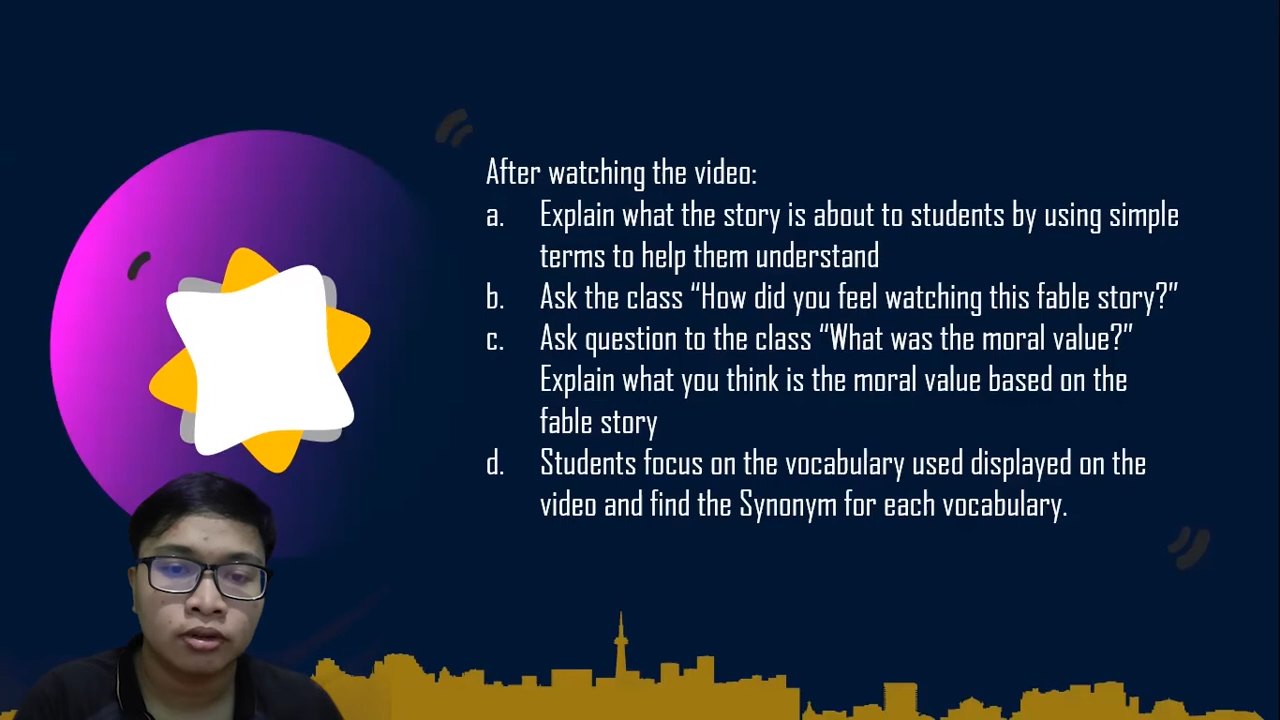 After watching the video:
a. Explain what the story is about to students by using simple
terms to help them understand
b. Ask the class “How did you feel watching this fable story?”
c. Ask question to the class “What was the moral value?”
Explain what you think is the moral value based on the
fable story
d. Students focus on the vocabulary used displayed on the
video and find the Synonym for each vocabulary.